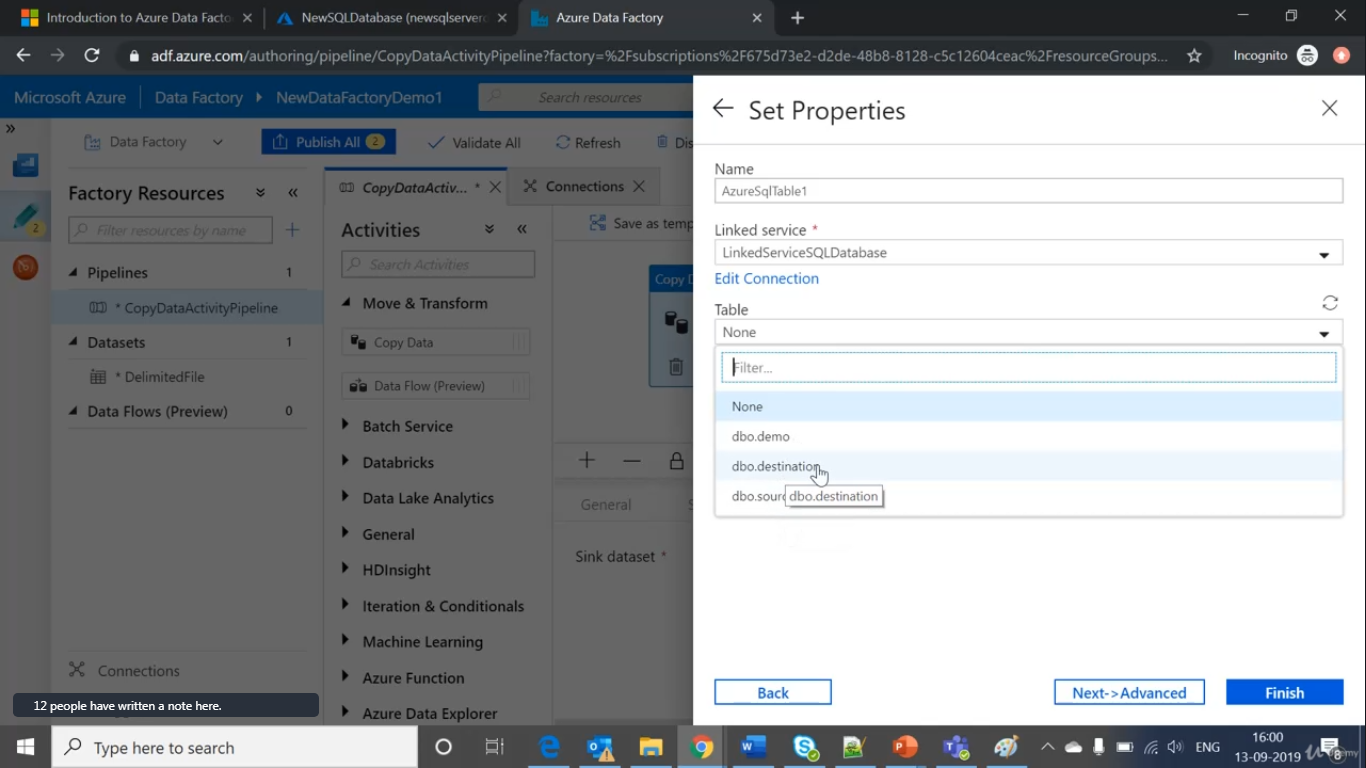 Introduction to Azure Data Facto
NewSQLDatabase (newsqlserver
Azure Data Factory
adf.azure.com/authoring/pipeline/CopyDataActivityPipeline?factory=%2Fsubscriptions%2F675d73e2-d2de-48b8-8128-c5c12604ceac%2FresourceGroups...
Incognito
Microsoft Azure
Data Factory
NewDataFactoryDemo1
Search resources
Set Properties
Data Factory
Publish All 2
Validate All
Refresh
Dis
Name
AzureSqlTable1
Factory Resources
CopyDataActiv... *
Connections
2
Filter resources by name
Activities
Save as temp
Linked service *
LinkedServiceSQLDatabase
Edit Connection
Search Activities
Pipelines 1
* CopyDataActivityPipeline
Move & Transform
Copy D
Table
None
Datasets 1
Copy Data
Filter...
* DelimitedFile
Data Flow (Preview)
None
Data Flows (Preview) 0
Batch Service
dbo.demo
Databricks
dbo.destination
Data Lake Analytics
General
dbo.sourc
dbo.destination
General
HDInsight
Sink dataset *
Iteration & Conditionals
Machine Learning
Connections
Azure Function
Back
Next->Advanced
Finish
12 people have written a note here.
Azure Data Explorer
Type here to search
ENG
16:00
13-09-2019
8